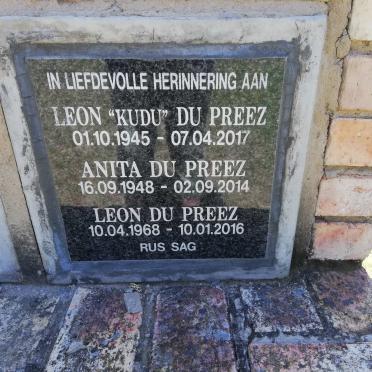 IN LIEFDEVOLLE HERINNERING AAN
LEON "KUDU" DU PREEZ
01.10.1945 - 07.04.2017
ANITA DU PREEZ
16.09.1948 - 02.09.2014
LEON DU PREEZ
10.04.1968 - 10.01.2016
RUS SAG